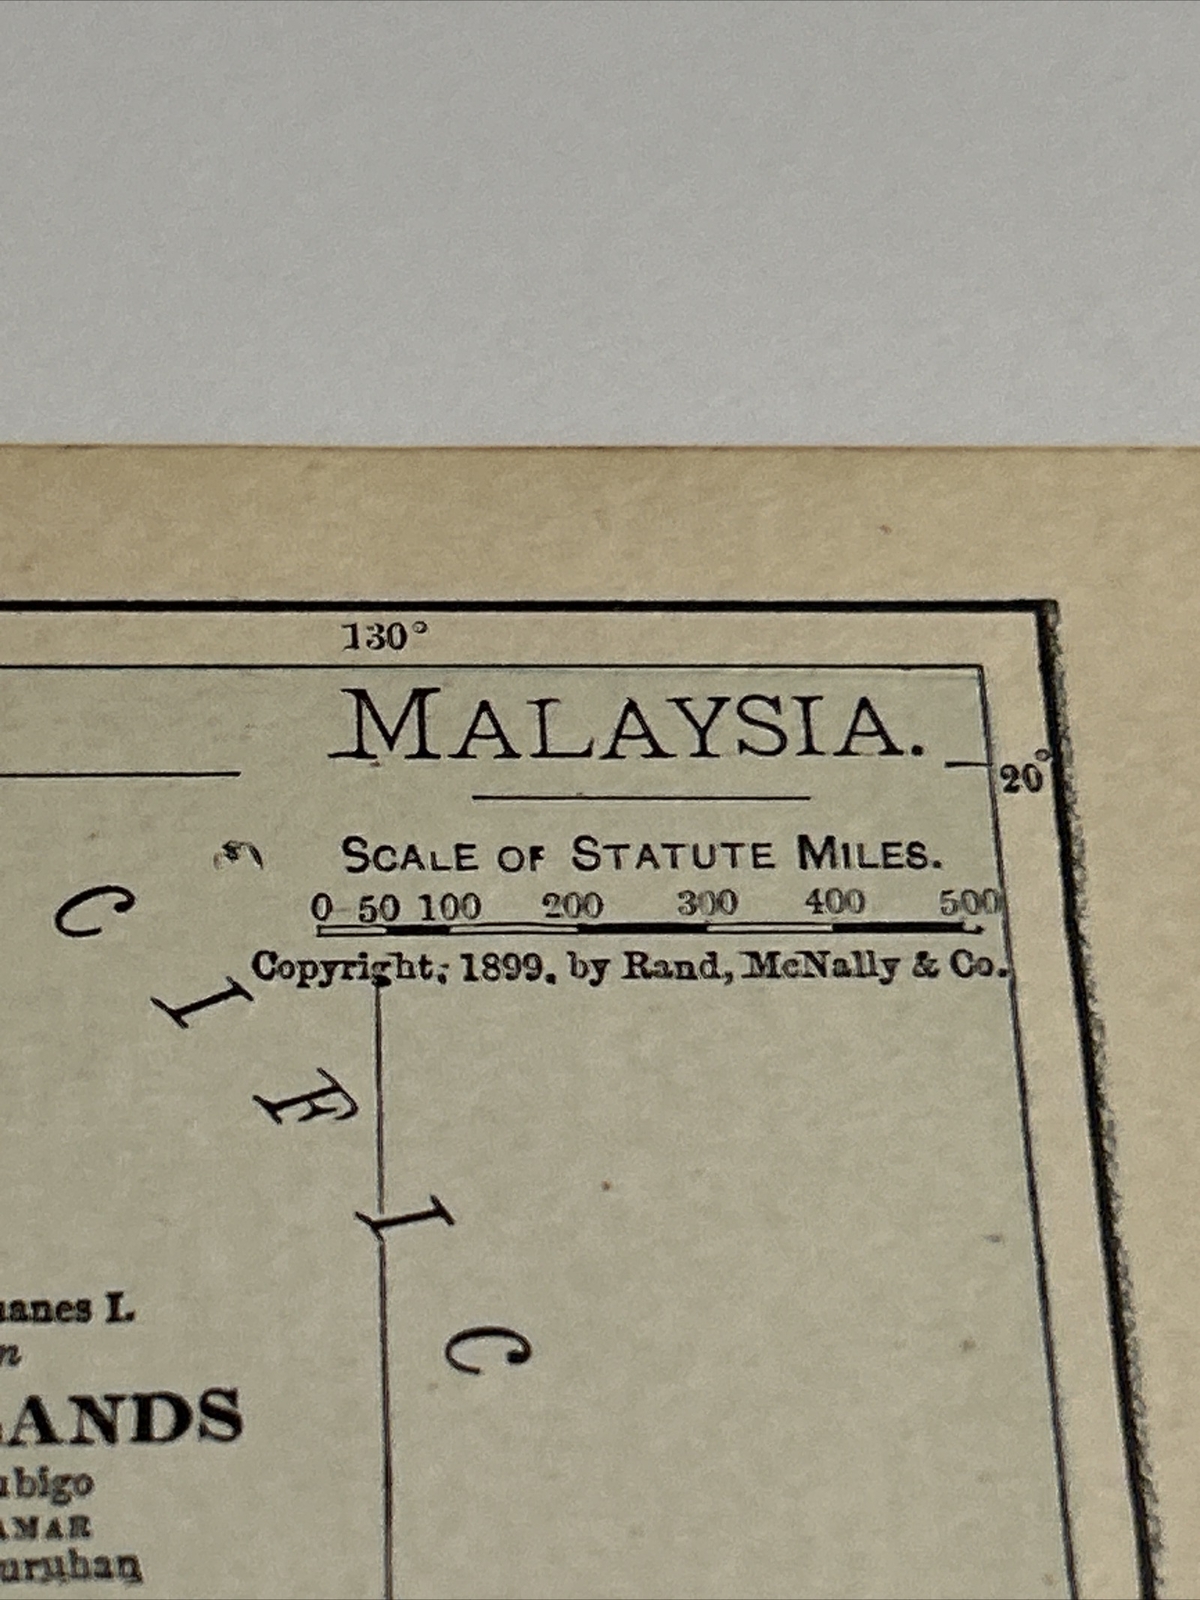 130°
MALAYSIA.
20°
SCALE OF STATUTE MILES.
0 50 100 200 300 400 500
Copyright, 1899, by Rand, McNally & Co.
C I F I C
anes I.
n
ANDS
bigo
AMAR
uruhan